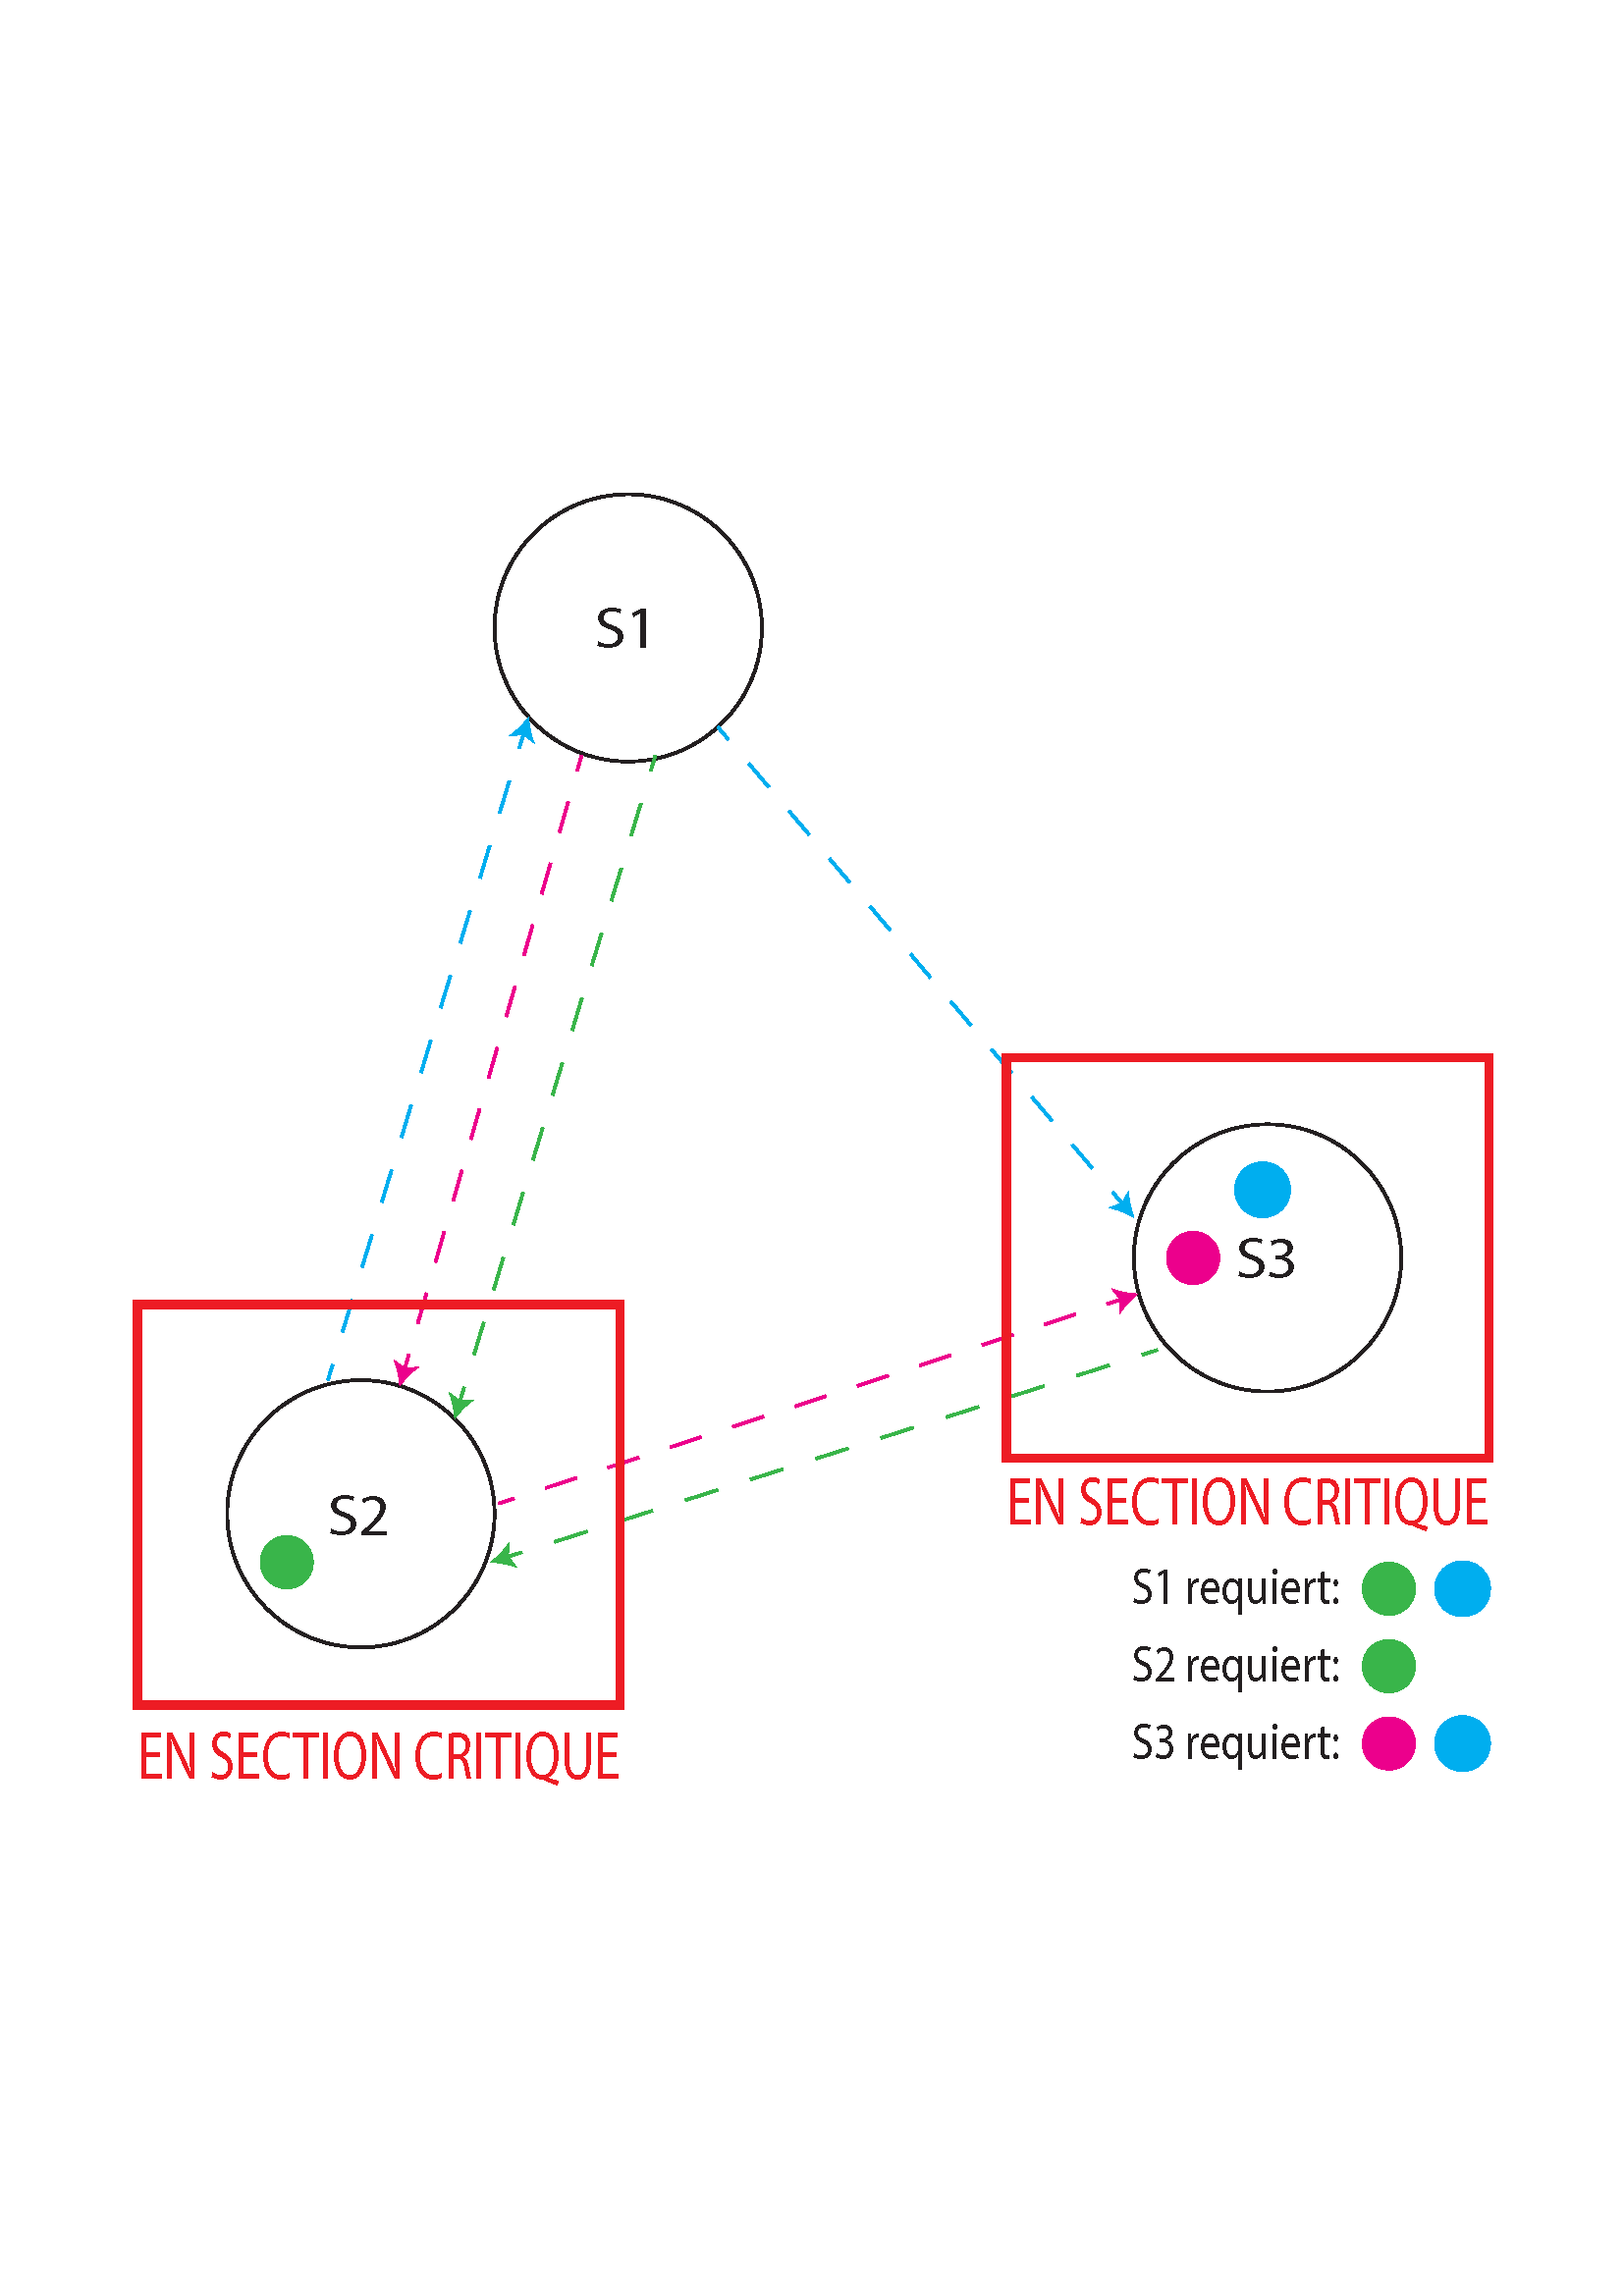 S1
S3
S2
EN SECTION CRITIQUE
S1 requiert:
S2 requiert:
S3 requiert:
EN SECTION CRITIQUE